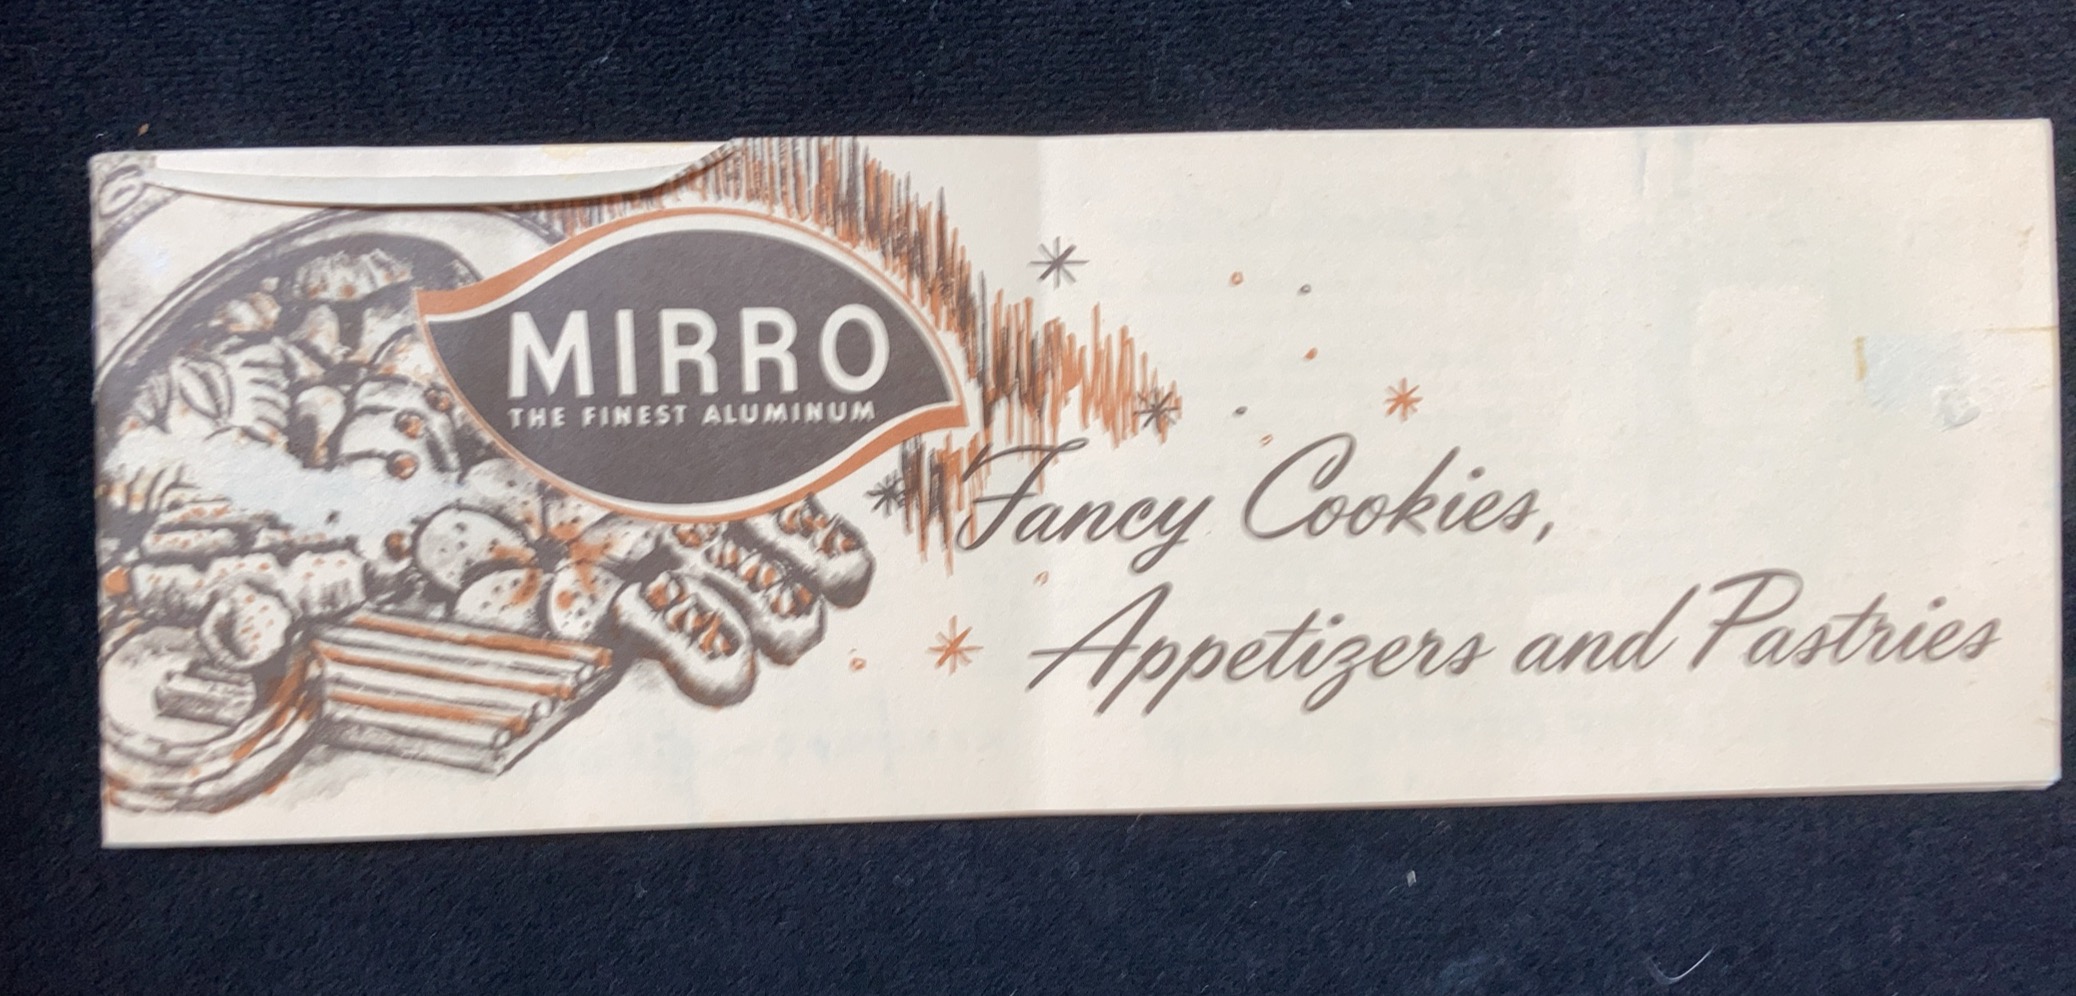 MIRRO
THE FINEST ALUMINUM
Fancy Cookies,
Appetizers and Pastries